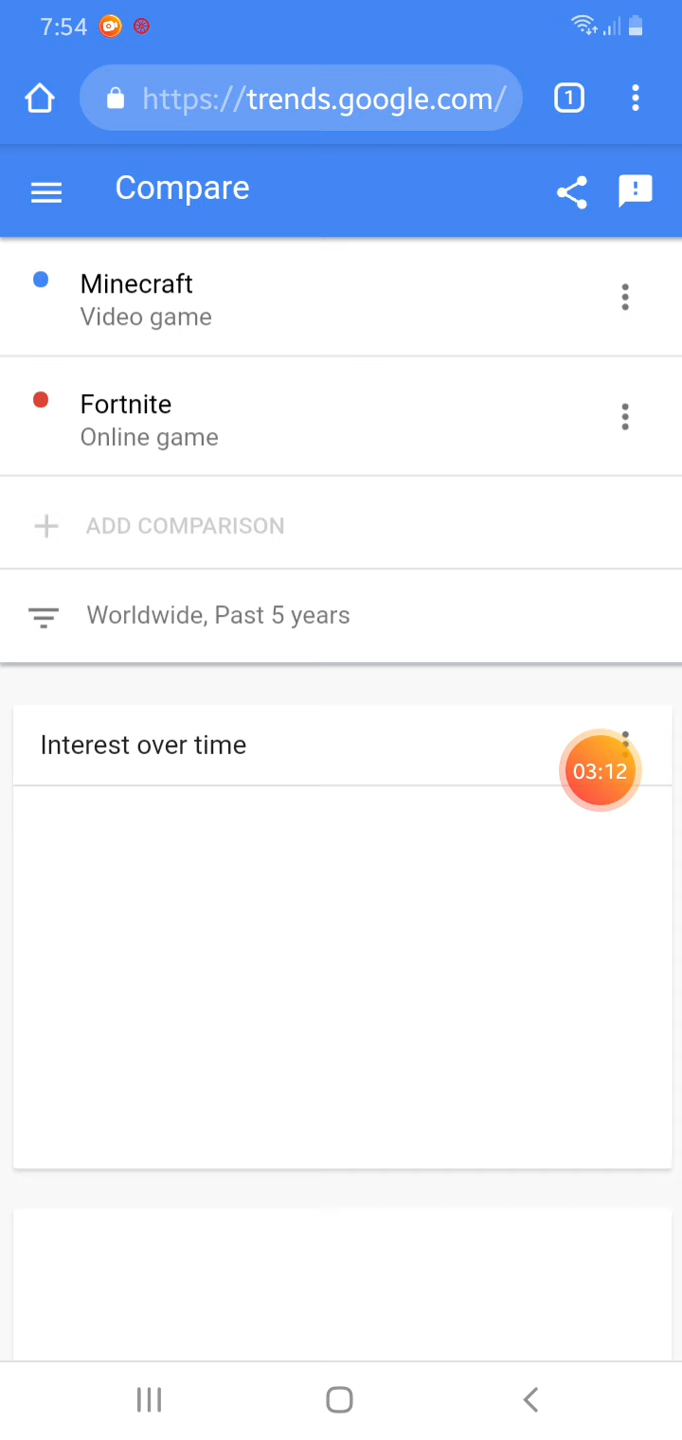 7:54
https://trends.google.com/
1
Compare
Minecraft
Video game
Fortnite
Online game
ADD COMPARISON
Worldwide, Past 5 years
Interest over time
03:12